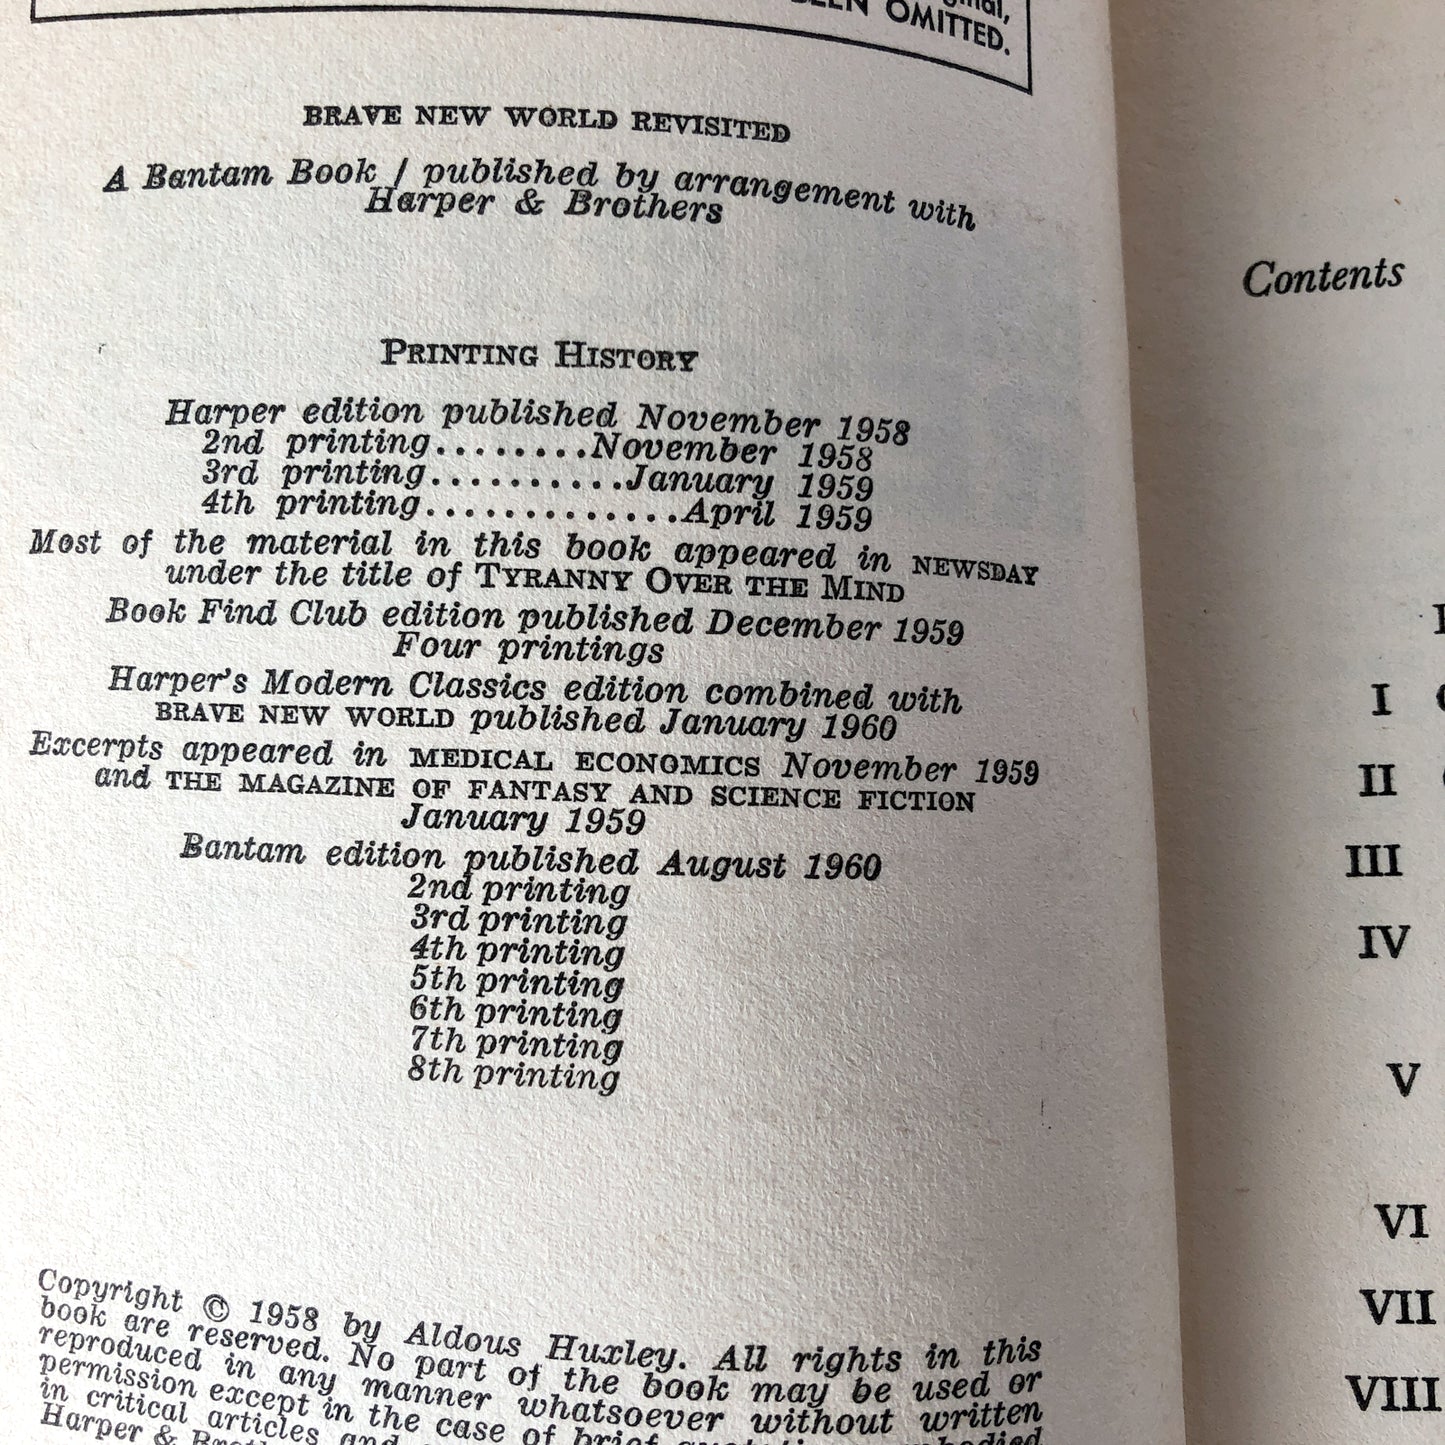 BEEN OMITTED.
BRAVE NEW WORLD REVISITED
A Bantam Book / published by arrangement with
Harper & Brothers
PRINTING HISTORY
Harper edition published November 1958
2nd printing........November 1958
3rd printing..........January 1959
4th printing.............April 1959
Most of the material in this book appeared in NEWSDAY
under the title of TYRANNY OVER THE MIND
Book Find Club edition published December 1959
Four printings
Harper's Modern Classics edition combined with
BRAVE NEW WORLD published January 1960
Excerpts appeared in MEDICAL ECONOMICS November 1959
and THE MAGAZINE OF FANTASY AND SCIENCE FICTION
January 1959
Bantam edition published August 1960
2nd printing
3rd printing
4th printing
5th printing
6th printing
7th printing
8th printing
Copyright © 1958 by Aldous Huxley. All rights in this
book are reserved. No part of the book may be used or
reproduced in any manner whatsoever without written
permission except in the case of brief
in critical articles and
Harper &
Contents
I
II
III
IV
V
VI
VII
VIII